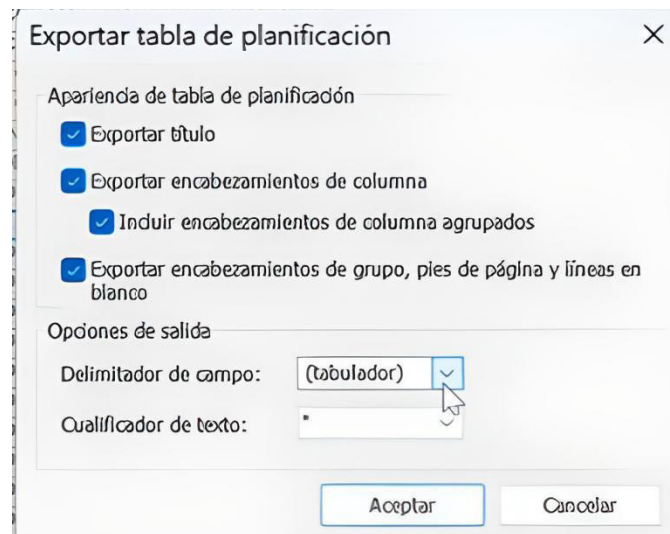 Exportar tabla de planificación
Apariencia de tabla de planificación
Exportar título
Exportar encabezamientos de columna
Incluir encabezamientos de columna agrupados
Exportar encabezamientos de grupo, pies de página y líneas en
blanco
Opciones de salida
Delimitador de campo: (tabulador)
Cualificador de texto: "
Aceptar Cancelar